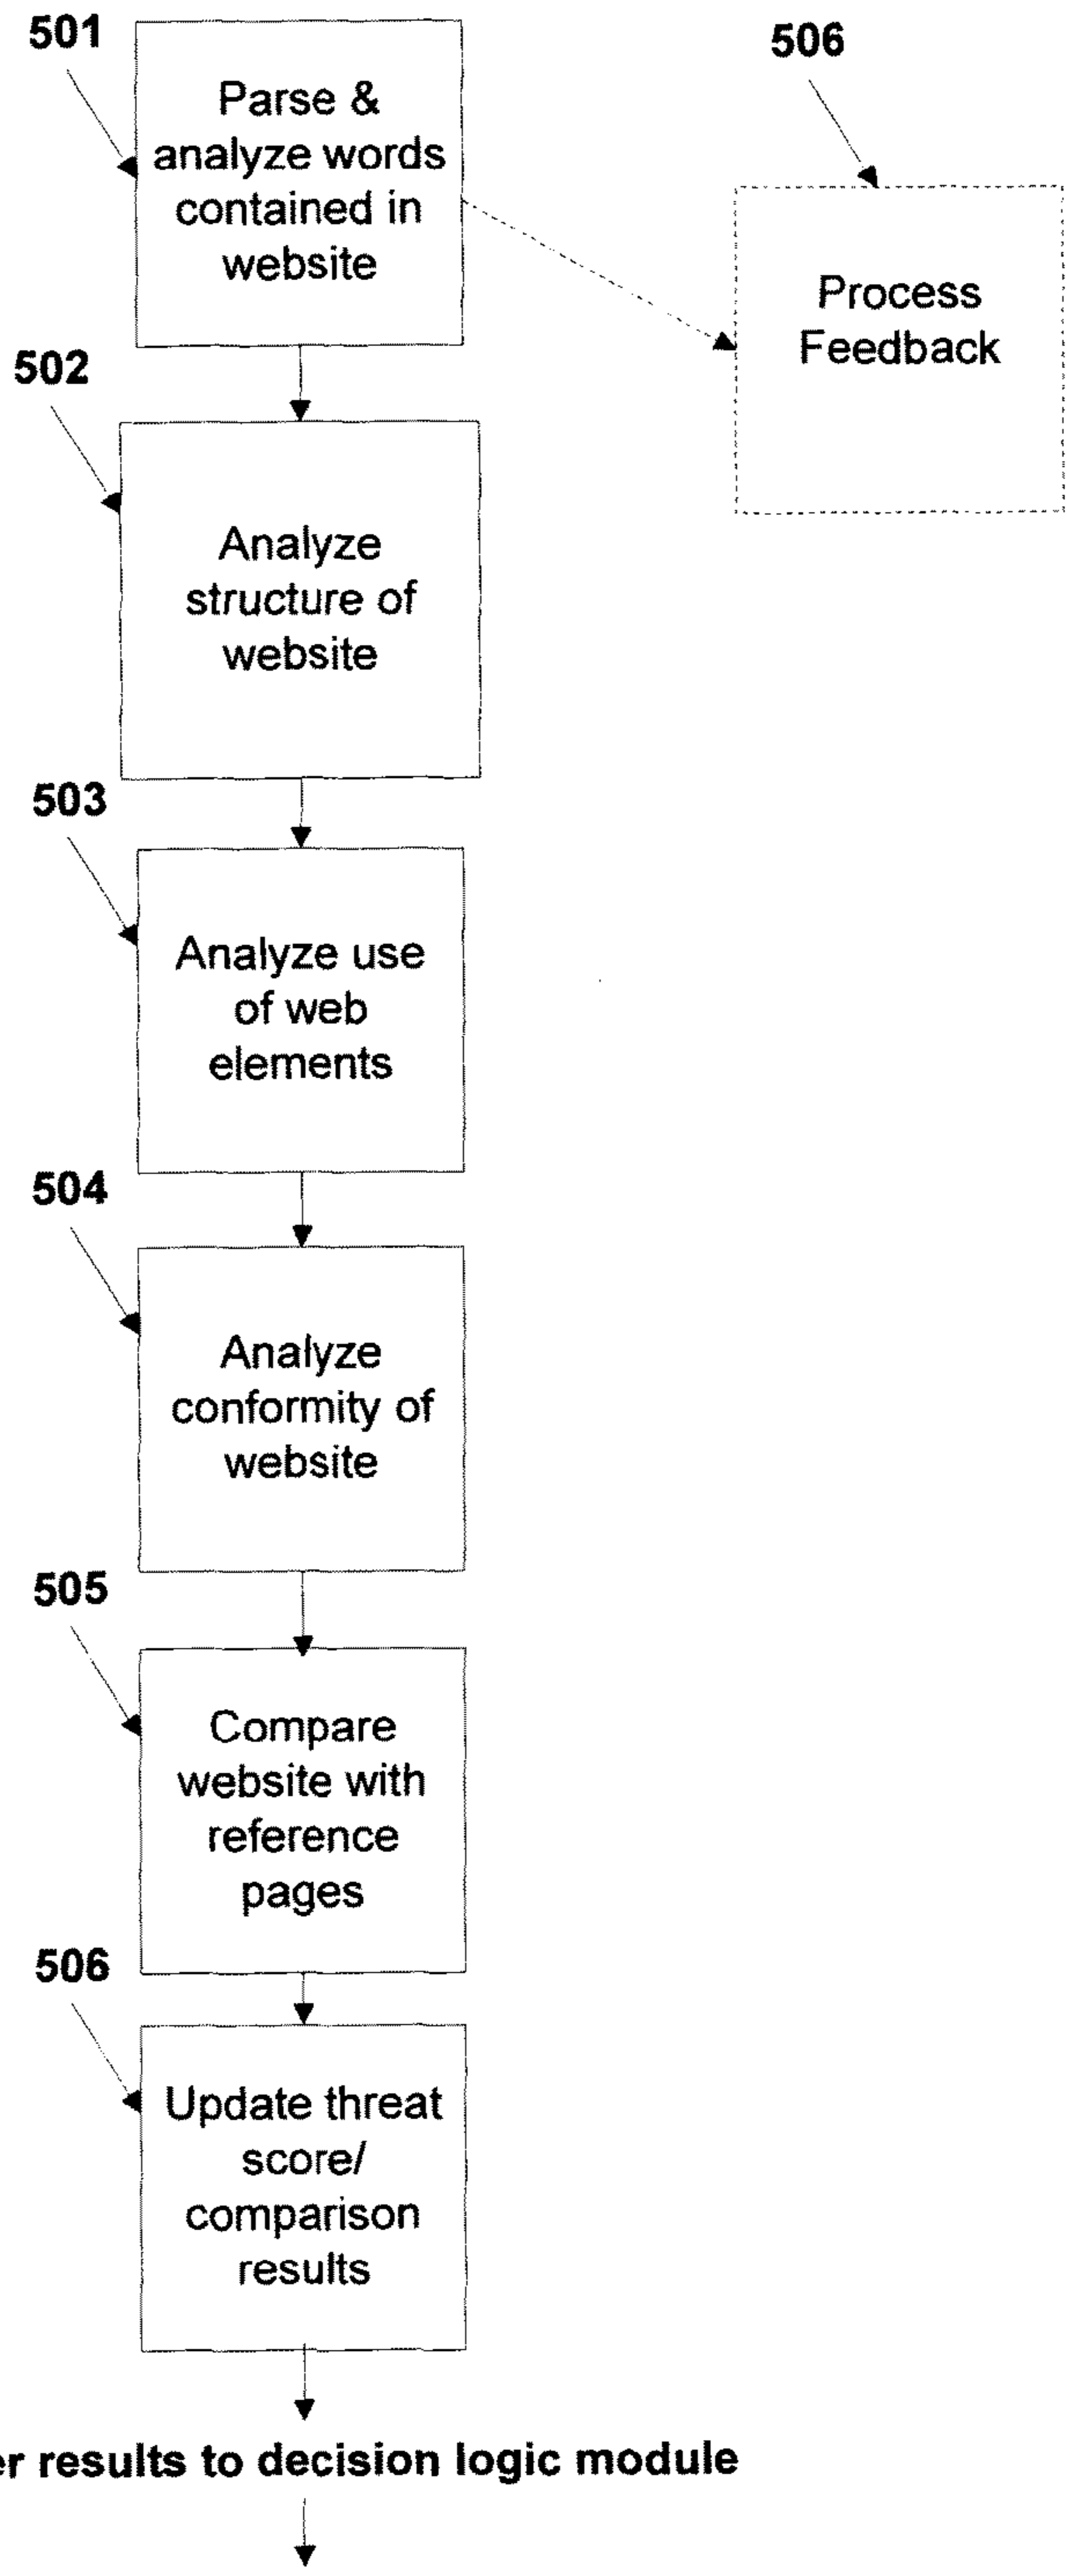 501
Parse &
analyze words
contained in
website
506
Process
Feedback
502
Analyze
structure of
website
503
Analyze use
of web
elements
504
Analyze
conformity of
website
505
Compare
website with
reference
pages
506
Update threat
score/
comparison
results
results to decision logic module